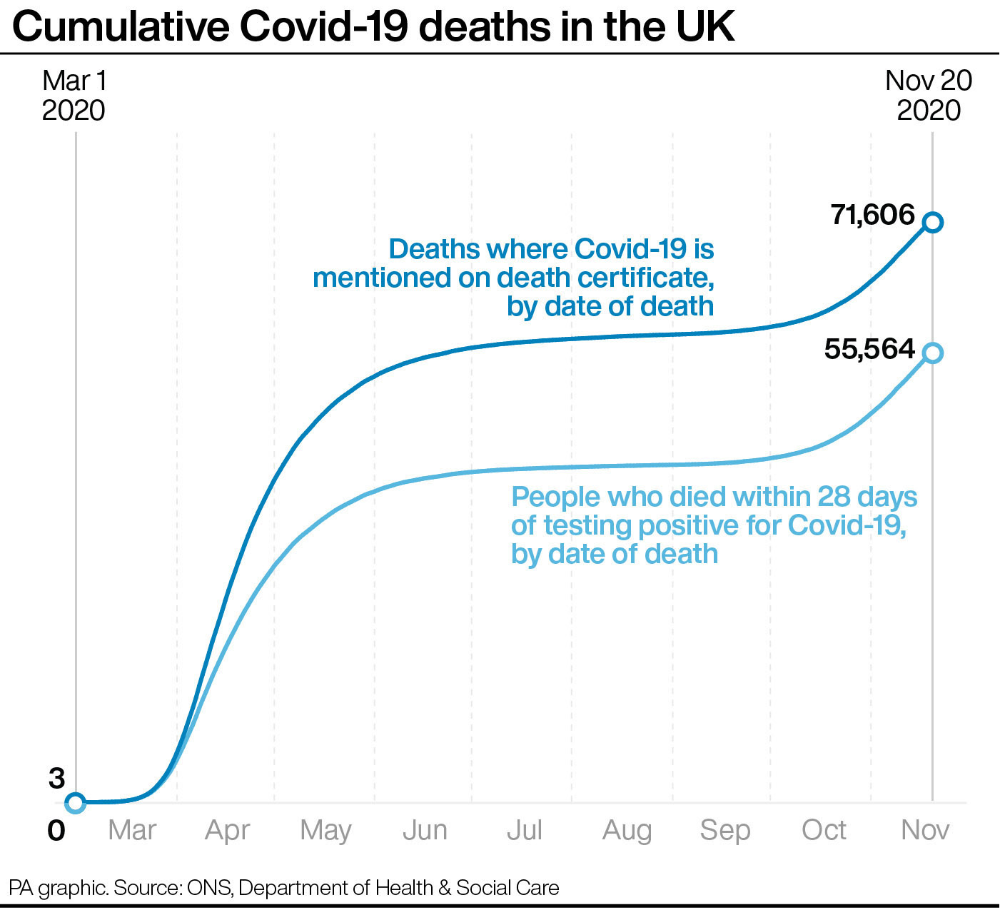 Cumulative Covid-19 deaths in the UK
Mar 1
2020
Nov 20
2020
71,606
Deaths where Covid-19 is
mentioned on death certificate,
by date of death
55,564
People who died within 28 days
of testing positive for Covid-19,
by date of death
3
0
Mar Apr May Jun Jul Aug Sep Oct Nov
PA graphic. Source: ONS, Department of Health & Social Care